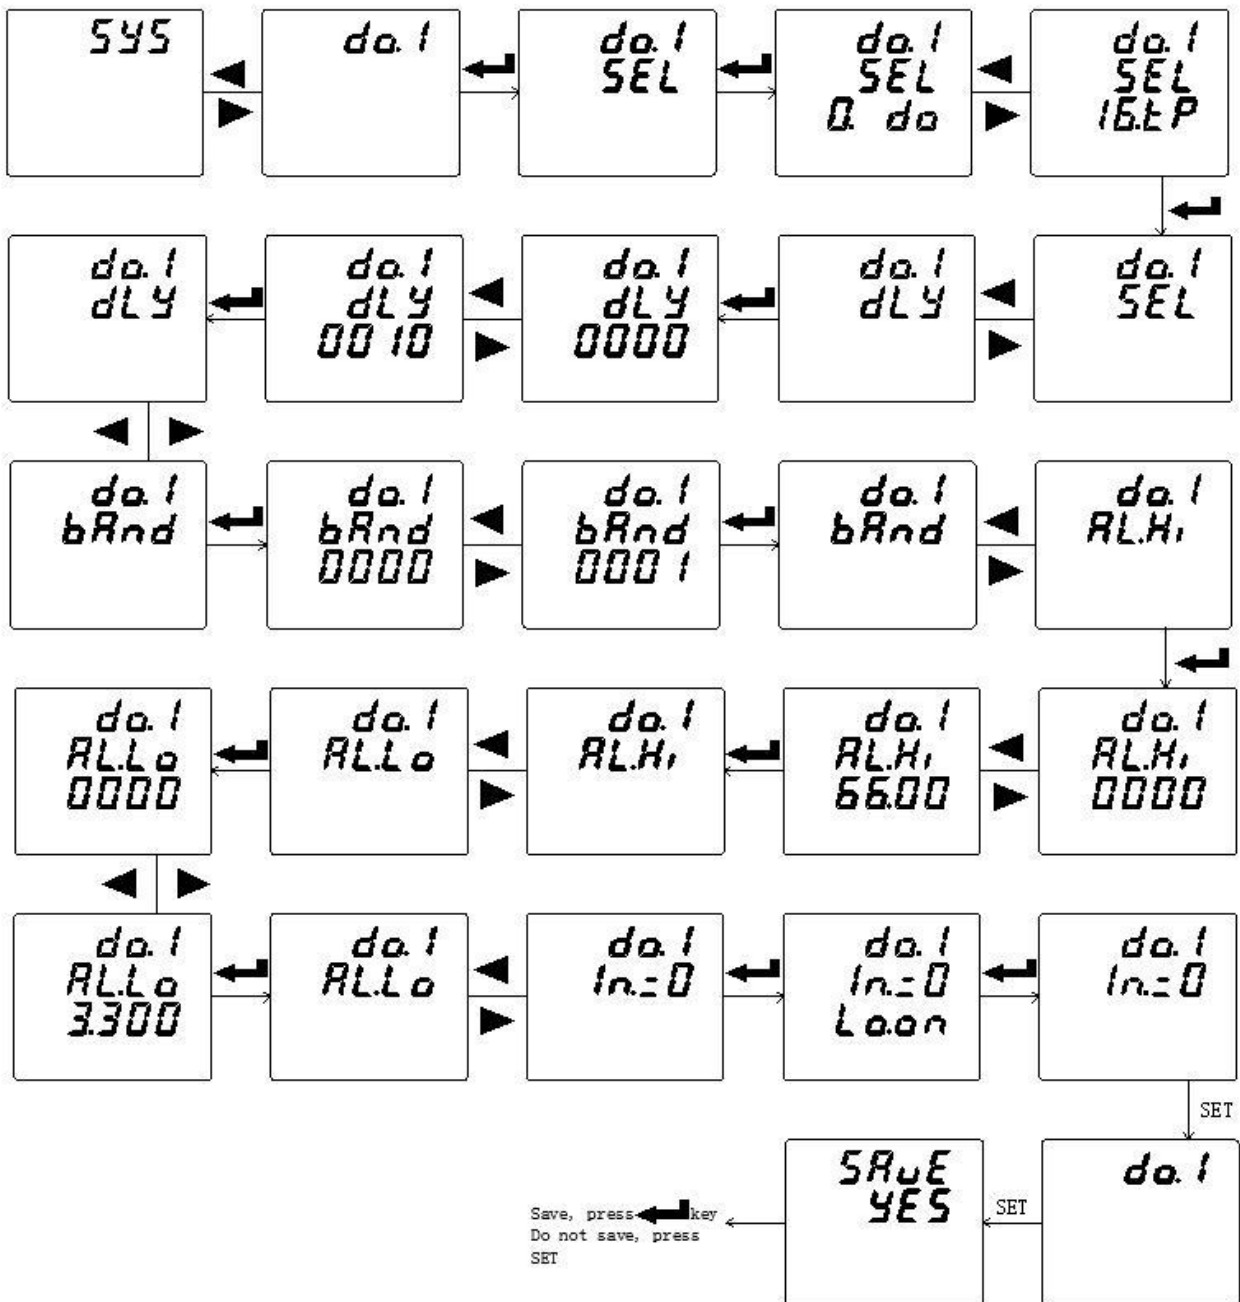 SYS
do.1
do.1
SEL
do.1
SEL
0. do
do.1
SEL
16.tP
do.1
dLY
do.1
dLY
0010
do.1
dLY
0000
do.1
dLY
do.1
SEL
do.1
bAnd
do.1
bAnd
0000
do.1
bAnd
0001
do.1
bAnd
do.1
AL.Hi
do.1
AL.Lo
0000
do.1
AL.Lo
do.1
AL.Hi
do.1
AL.Hi
66.00
do.1
AL.Hi
0000
do.1
AL.Lo
3.300
do.1
AL.Lo
do.1
In.=0
do.1
In.=0
Lo.on
do.1
In.=0
SET
SAvE
YES
SET
do.1
Save, press key
Do not save, press
SET